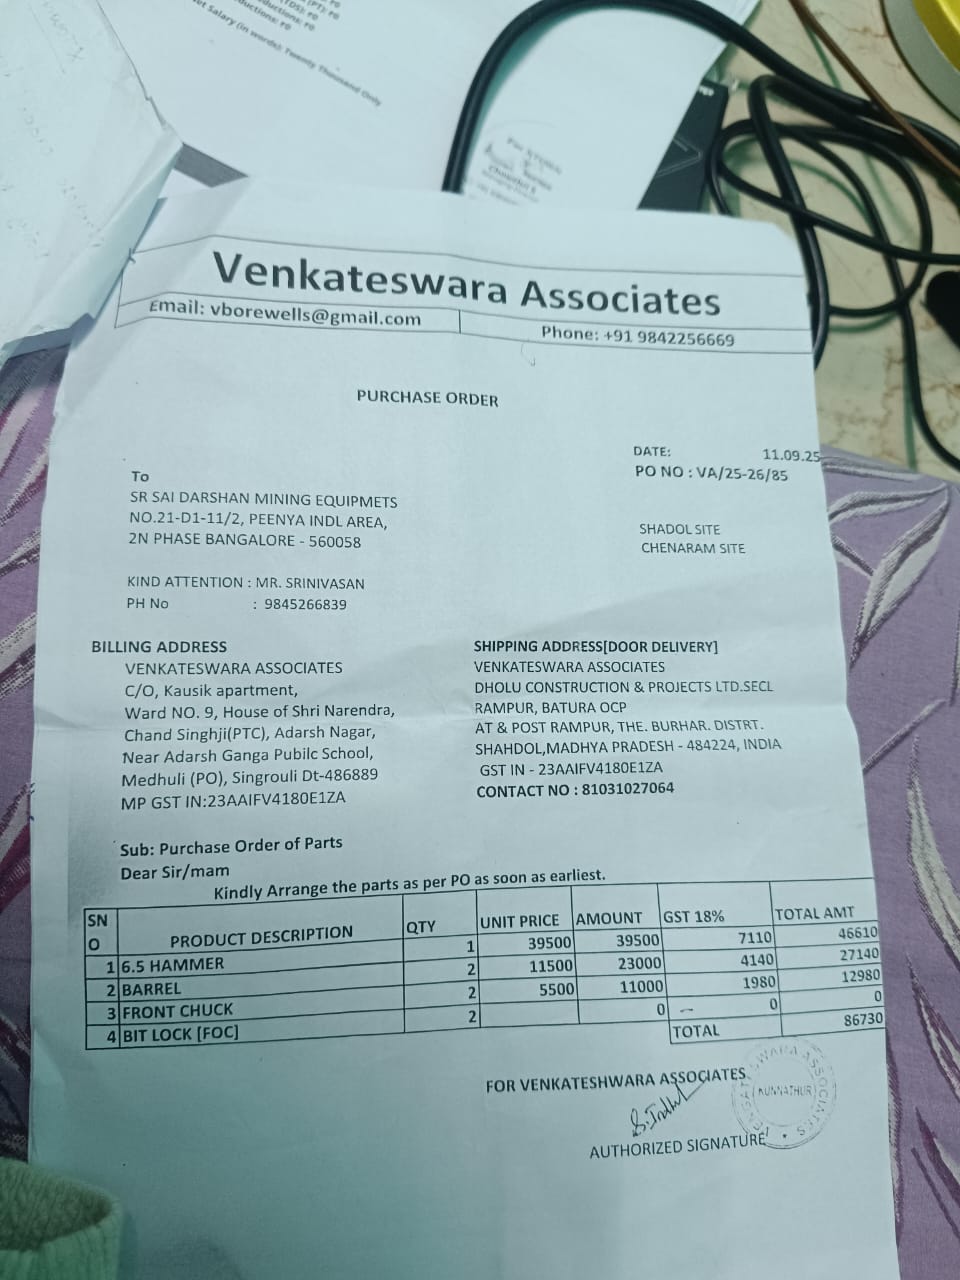 Net Salary (in words): Twenty Thousand Only
Venkateswara Associates
Email: vborewells@gmail.com
Phone: +91 9842256669
PURCHASE ORDER
DATE: 11.09.25
PO NO : VA/25-26/85
To
SR SAI DARSHAN MINING EQUIPMETS
NO.21-D1-11/2, PEENYA INDL AREA,
2N PHASE BANGALORE - 560058
SHADOL SITE
CHENARAM SITE
KIND ATTENTION : MR. SRINIVASAN
PH No : 9845266839
BILLING ADDRESS
VENKATESWARA ASSOCIATES
C/O, Kausik apartment,
Ward NO. 9, House of Shri Narendra,
Chand Singhji(PTC), Adarsh Nagar,
Near Adarsh Ganga Pubilc School,
Medhuli (PO), Singrouli Dt-486889
MP GST IN:23AAIFV4180E1ZA
SHIPPING ADDRESS[DOOR DELIVERY]
VENKATESWARA ASSOCIATES
DHOLU CONSTRUCTION & PROJECTS LTD.SECL
RAMPUR, BATURA OCP
AT & POST RAMPUR, THE. BURHAR. DISTRT.
SHAHDOL,MADHYA PRADESH - 484224, INDIA
GST IN - 23AAIFV4180E1ZA
CONTACT NO : 81031027064
Sub: Purchase Order of Parts
Dear Sir/mam
Kindly Arrange the parts as per PO as soon as earliest.
SN O PRODUCT DESCRIPTION QTY UNIT PRICE AMOUNT GST 18% TOTAL AMT
1 6.5 HAMMER 1 39500 39500 7110 46610
2 BARREL 2 11500 23000 4140 27140
3 FRONT CHUCK 2 5500 11000 1980 12980
4 BIT LOCK [FOC] 2 0 0 0
TOTAL 86730
FOR VENKATESHWARA ASSOCIATES
KUNNATHUR
AUTHORIZED SIGNATURE